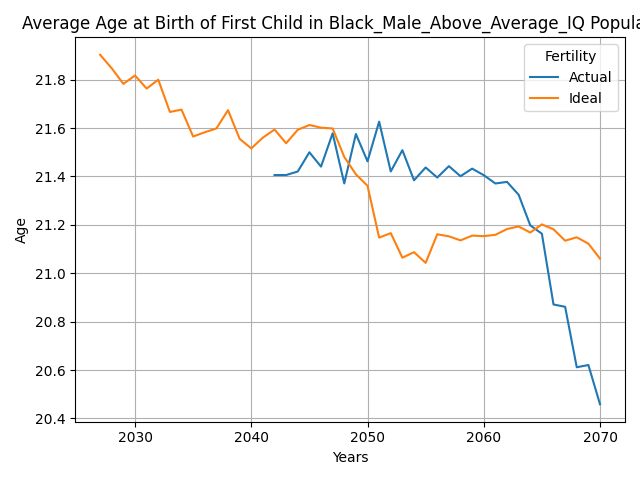 Average Age at Birth of First Child in Black_Male_Above_Average_IQ Popula
Fertility
Actual
Ideal
21.8
21.6
21.4
21.2
21.0
20.8
20.6
20.4
Age
2030 2040 2050 2060 2070
Years